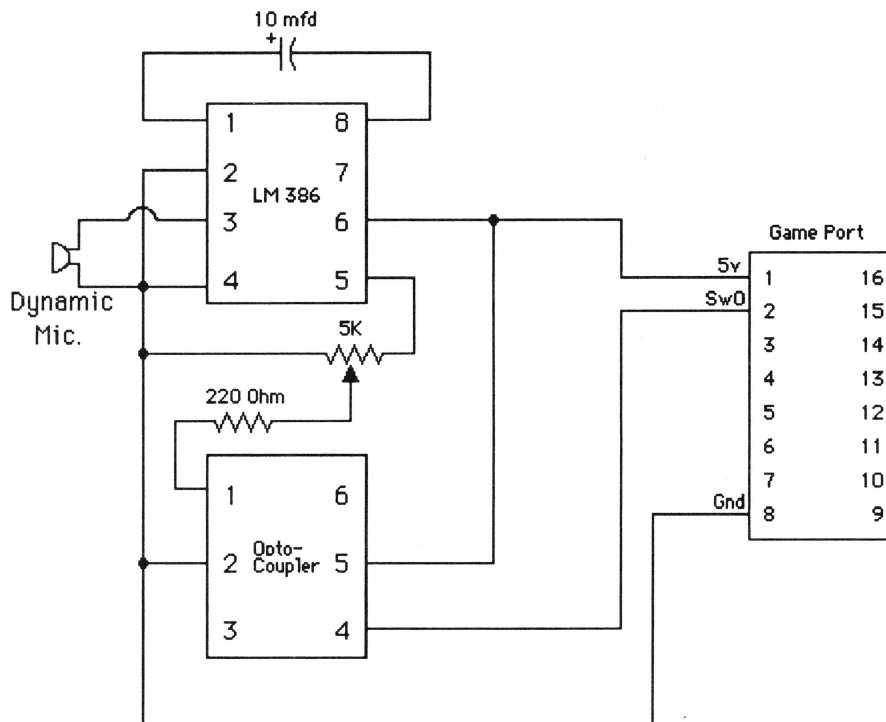 10 mfd
+
1 8
2 7
LM 386
3 6
4 5
Dynamic
Mic.
5K
220 Ohm
1 6
Opto-
Coupler
2 5
3 4
Game Port
5v
1 16
Sw0
2 15
3 14
4 13
5 12
6 11
7 10
Gnd
8 9